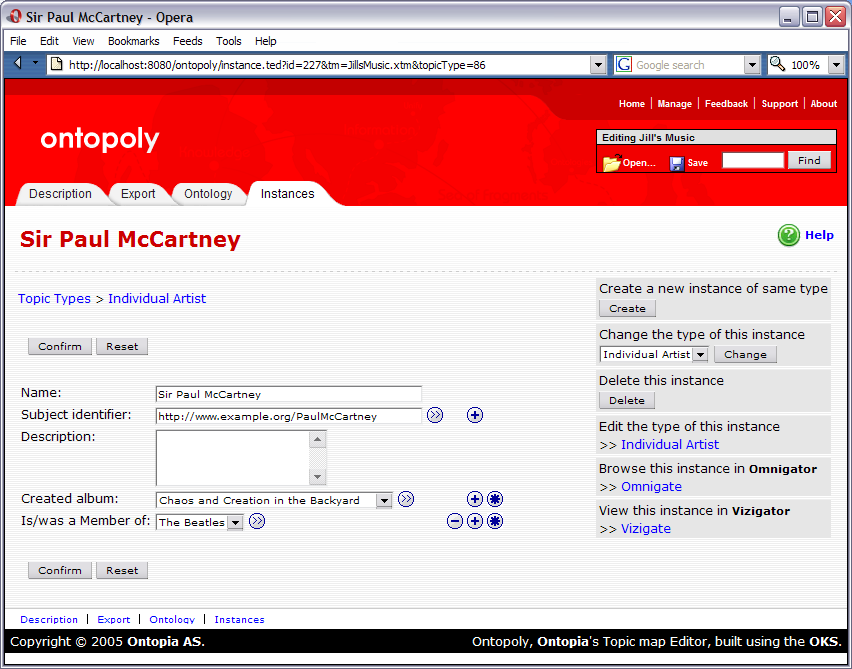 Sir Paul McCartney - Opera
File Edit View Bookmarks Feeds Tools Help
http://localhost:8080/ontopoly/instance.ted?id=227&tm=JillsMusic.xtm&topicType=86
G Google search
100%
Home | Manage | Feedback | Support | About
ontopoly
Editing Jill's Music
Open... Save Find
Description Export Ontology Instances
Sir Paul McCartney
? Help
Topic Types > Individual Artist
Confirm Reset
Name: Sir Paul McCartney
Subject identifier: http://www.example.org/PaulMcCartney
Description:
Created album: Chaos and Creation in the Backyard
Is/was a Member of: The Beatles
Confirm Reset
Create a new instance of same type
Create
Change the type of this instance
Individual Artist Change
Delete this instance
Delete
Edit the type of this instance
>> Individual Artist
Browse this instance in Omnigator
>> Omnigate
View this instance in Vizigator
>> Vizigate
Description | Export | Ontology | Instances
Copyright © 2005 Ontopia AS.
Ontopoly, Ontopia's Topic map Editor, built using the OKS.